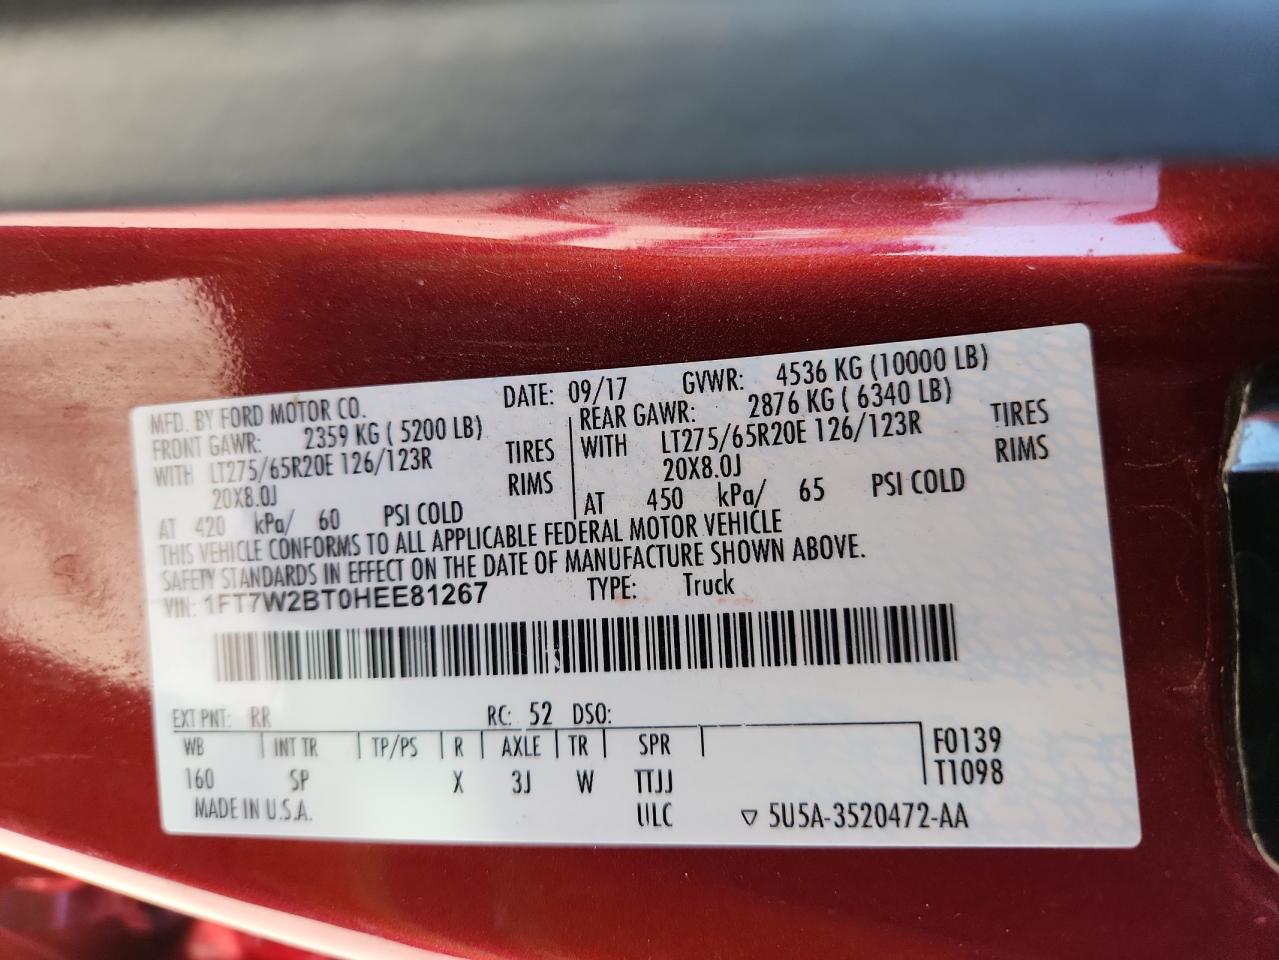 MFD. BY FORD MOTOR CO. DATE: 09/17 GVWR: 4536 KG (10000 LB)
FRONT GAWR: 2359 KG ( 5200 LB) REAR GAWR: 2876 KG ( 6340 LB)
WITH LT275/65R20E 126/123R TIRES WITH LT275/65R20E 126/123R TIRES
20X8.0J RIMS 20X8.0J RIMS
AT 420 kPa/ 60 PSI COLD AT 450 kPa/ 65 PSI COLD
THIS VEHICLE CONFORMS TO ALL APPLICABLE FEDERAL MOTOR VEHICLE
SAFETY STANDARDS IN EFFECT ON THE DATE OF MANUFACTURE SHOWN ABOVE.
VIN: 1FT7W2BT0HEE81267 TYPE: Truck
EXT PNT: RR RC: 52 DSO:
WB INT TR TP/PS R AXLE TR SPR F0139
160 SP X 3J W TTJJ T1098
MADE IN U.S.A. ULC ▽ 5U5A-3520472-AA